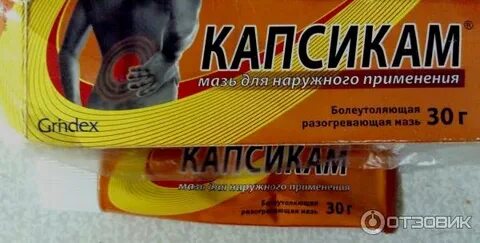 КАПСИКАМ®
мазь для наружного применения
Болеутоляющая
разогревающая мазь 30 г
Grindex
КАПСИКАМ
мазь для наружного применения
Болеутоляющая
разогревающая мазь 30 г
ОТЗОВИК